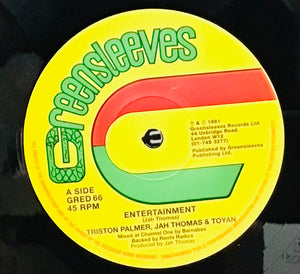 Greensleeves
A SIDE
GRED 66
45 RPM
℗ & © 1981
Greensleeves Records Ltd.
44 Uxbridge Road,
London W12
(01-749 3277)
Published by Greensleeves
Publishing Ltd.
ENTERTAINMENT
(Jah Thomas)
TRISTON PALMER, JAH THOMAS & TOYAN
Mixed at Channel One by Barnabas
Backed by Roots Radics
Produced by Jah Thomas